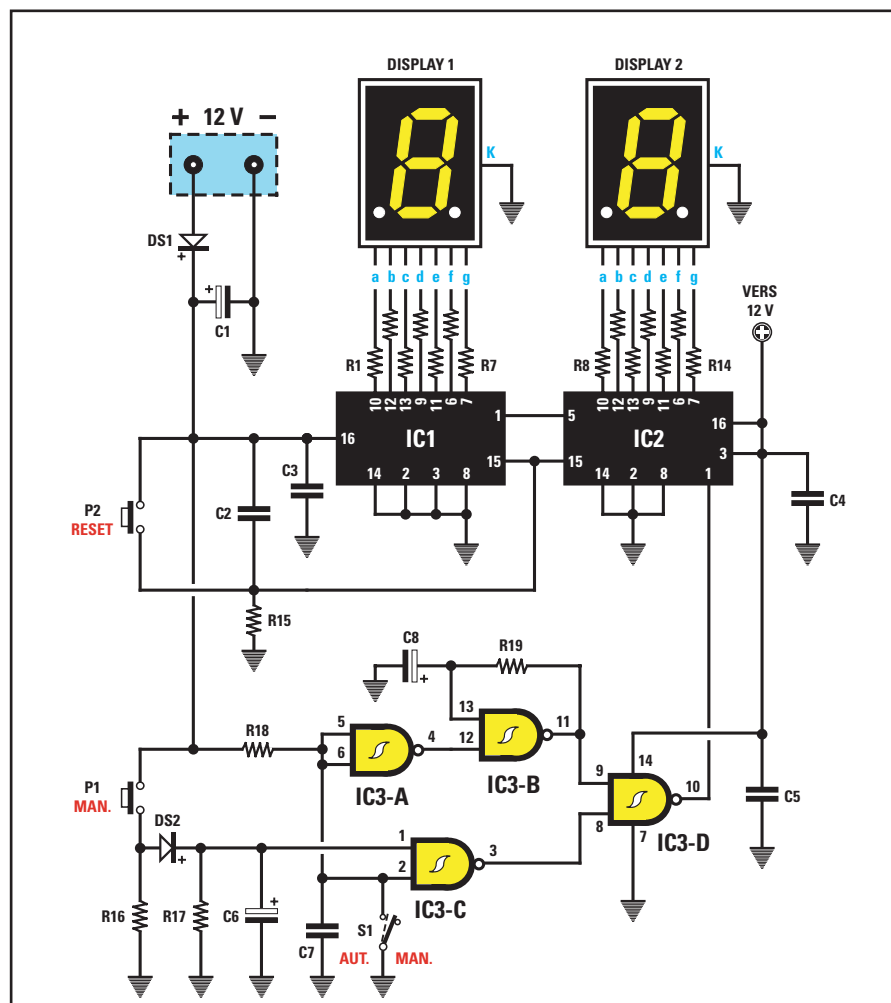 DISPLAY 1
DISPLAY 2
+ 12 V −
K
K
DS1
+
+
C1
a b c d e f g
a b c d e f g
VERS
12 V
R1
R7
R8
R14
10 12 13 9 11 6 7
10 12 13 9 11 6 7
16
IC1
1
5
IC2
16
3
15
15
1
14 2 3 8
14 2 8
C3
C4
P2
RESET
C2
R15
C8
+
R19
R18
5
6
4
13
12
11
IC3-A
IC3-B
9
8
14
10
7
IC3-D
C5
P1
MAN.
DS2
+
1
2
3
IC3-C
R16
R17
C6
+
C7
S1
AUT. MAN.